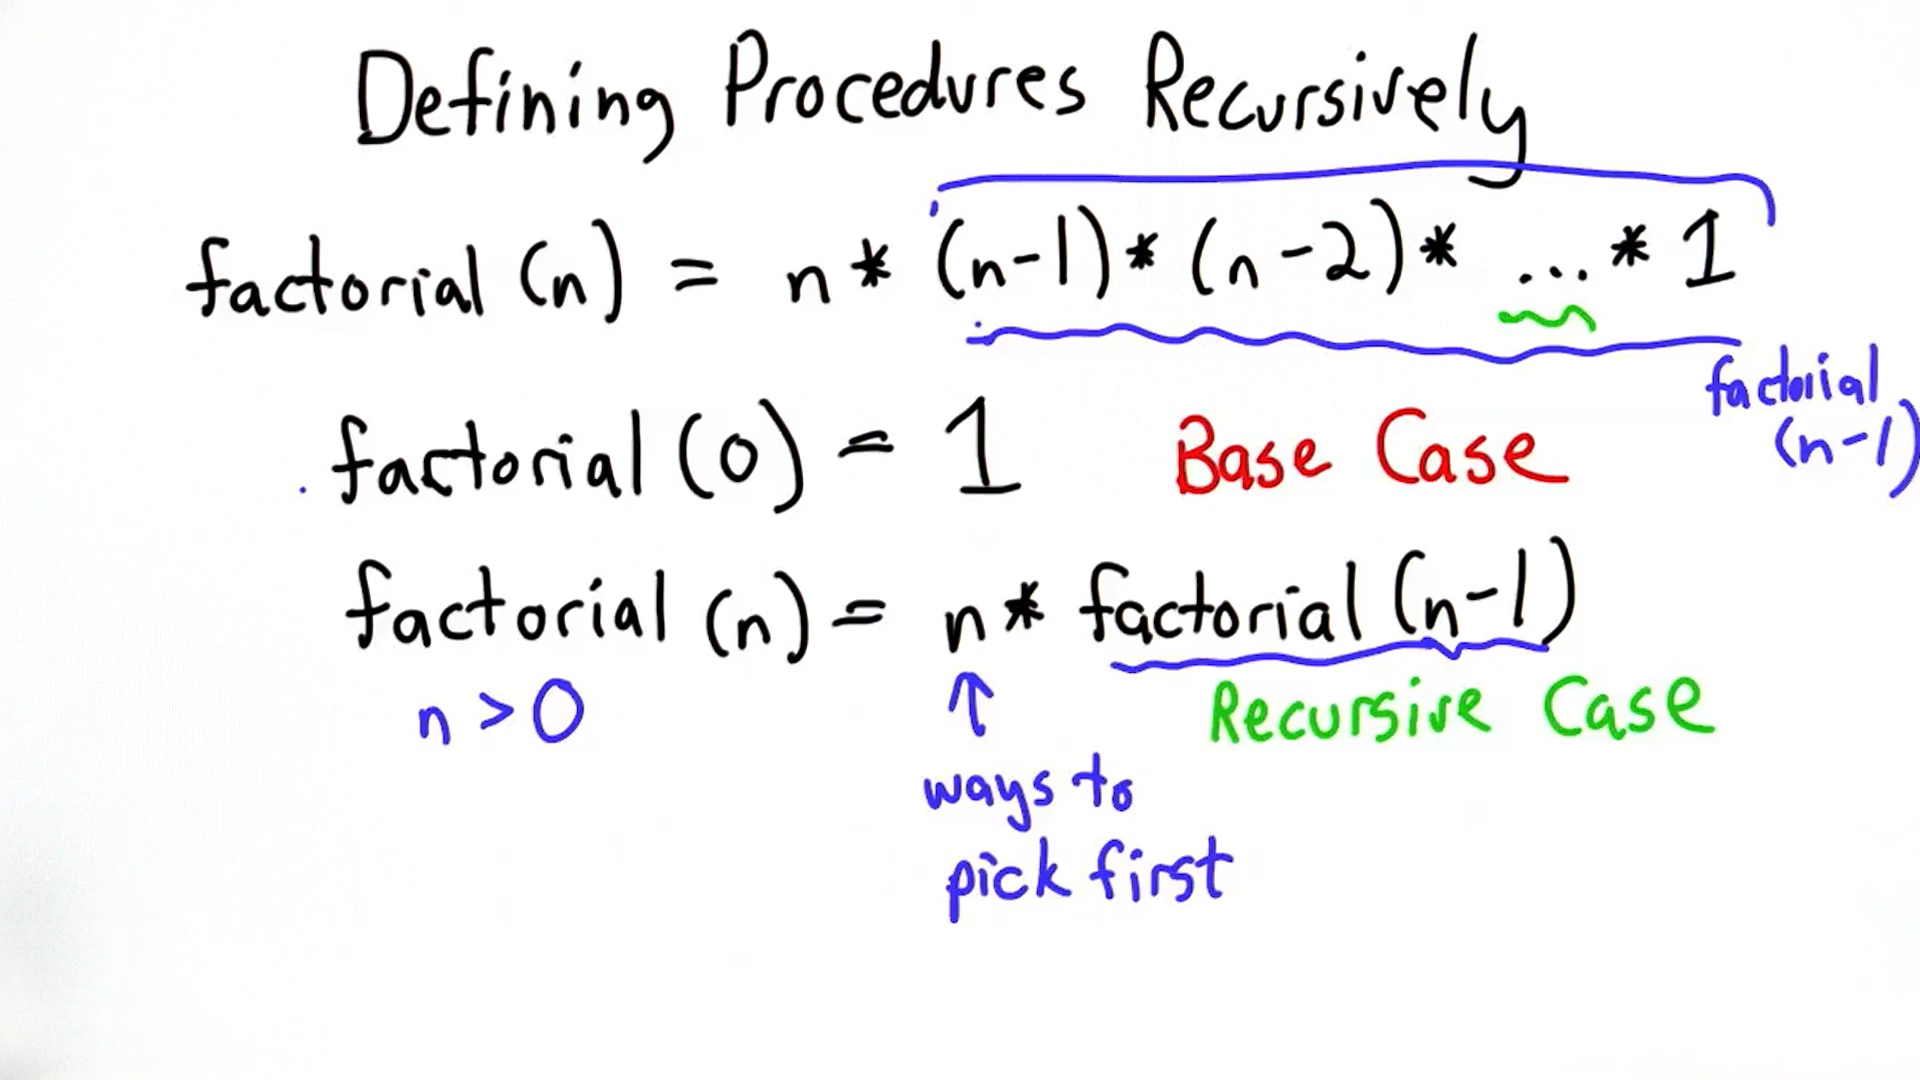 Defining Procedures Recursively
factorial (n) = n * (n-1) * (n-2) * ... * 1
factorial
(n-1)
factorial (0) = 1 Base Case
factorial (n) = n * factorial (n-1)
n > 0
↑
Recursive Case
ways to
pick first